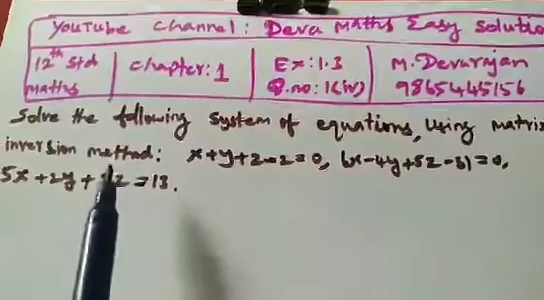 YouTube Channel: Deva Maths Easy Solutio
12th Std Maths
Chapter: 1
Ex: 1.3
Q.no: 1(iv)
M. Devarajan
9865445156
Solve the following System of equations, Using matrix
inversion method: x+y+z-2=0, 6x-4y+5z-31=0,
5x+2y+ z=13.